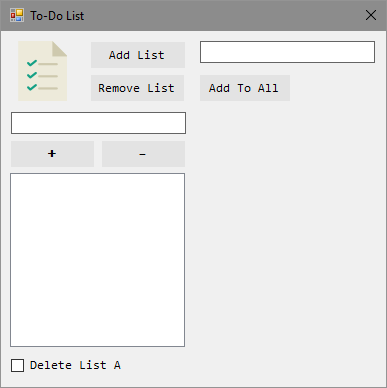 To-Do List
Add List
Remove List
Add To All
+
-
Delete List A